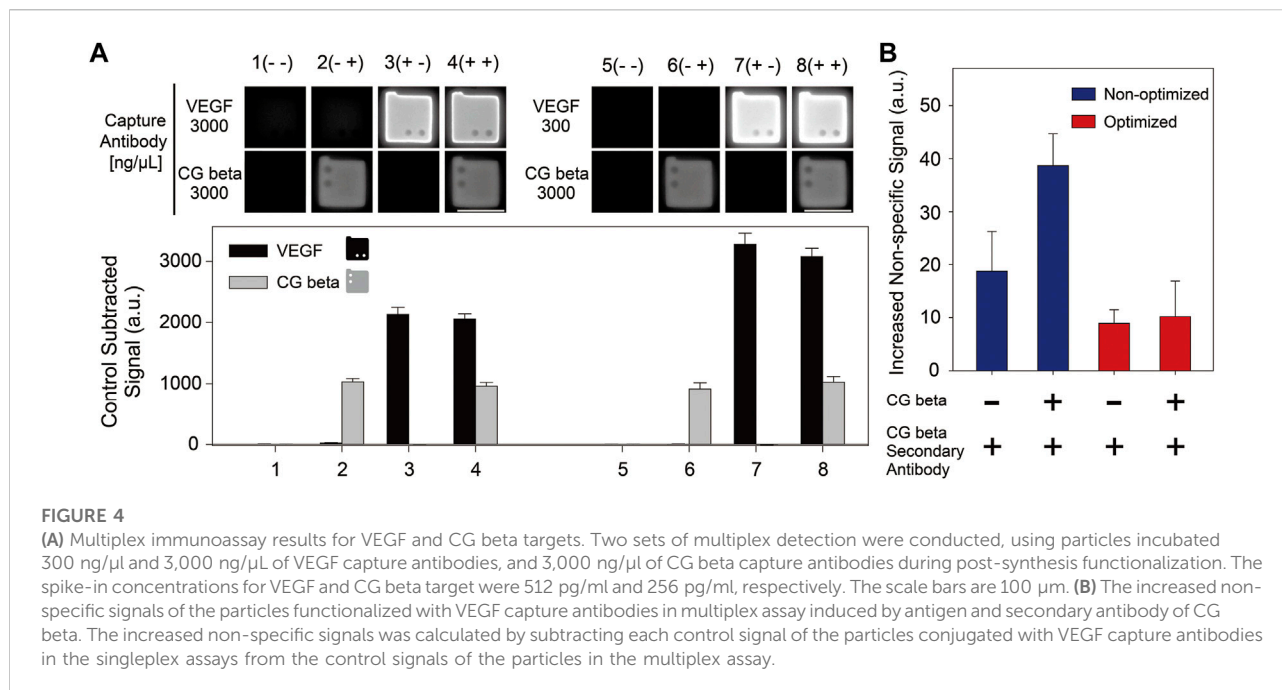 A
1(- -) 2(- +) 3(+ -) 4(+ +) 5(- -) 6(- +) 7(+ -) 8(+ +)
Capture
Antibody
[ng/µL]
VEGF
3000
CG beta
3000
VEGF
300
CG beta
3000
Control Subtracted
Signal (a.u.)
3000
2000
1000
0
VEGF
CG beta
1 2 3 4 5 6 7 8
B
Increased Non-specific Signal (a.u.)
50
40
30
20
10
0
Non-optimized
Optimized
CG beta − + − +
CG beta
Secondary
Antibody
+ + + +
FIGURE 4
(A) Multiplex immunoassay results for VEGF and CG beta targets. Two sets of multiplex detection were conducted, using particles incubated
300 ng/µl and 3,000 ng/µL of VEGF capture antibodies, and 3,000 ng/µl of CG beta capture antibodies during post-synthesis functionalization. The
spike-in concentrations for VEGF and CG beta target were 512 pg/ml and 256 pg/ml, respectively. The scale bars are 100 µm. (B) The increased non-
specific signals of the particles functionalized with VEGF capture antibodies in multiplex assay induced by antigen and secondary antibody of CG
beta. The increased non-specific signals was calculated by subtracting each control signal of the particles conjugated with VEGF capture antibodies
in the singleplex assays from the control signals of the particles in the multiplex assay.